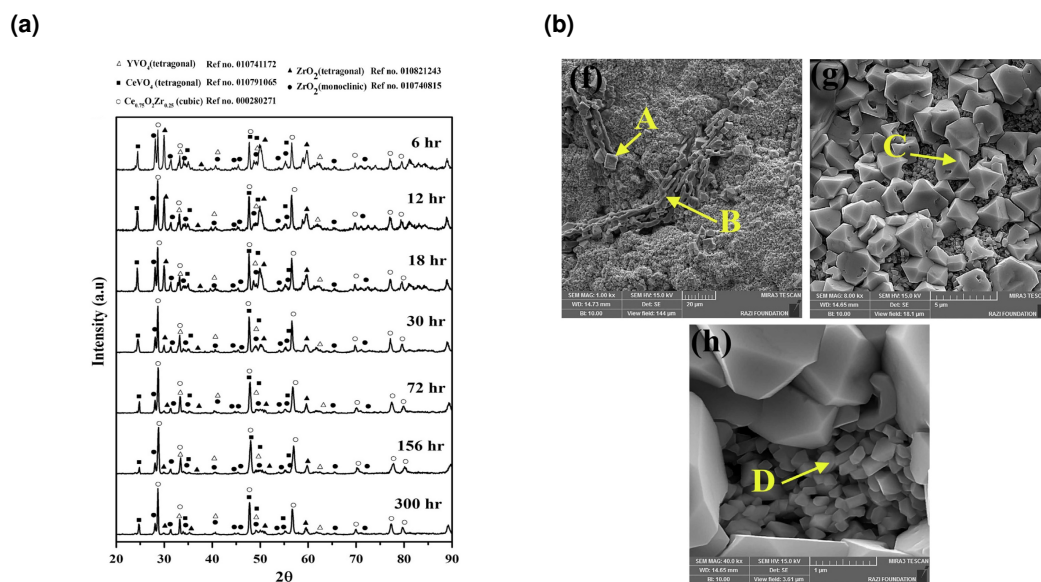 (a)
(b)
△ YVO₄(tetragonal) Ref no. 010741172
■ CeVO₄ (tetragonal) Ref no. 010791065
○ Ce₀.₇₅O₂Zr₀.₂₅ (cubic) Ref no. 000280271
▲ ZrO₂(tetragonal) Ref no. 010821243
● ZrO₂(monoclinic) Ref no. 010740815
6 hr
12 hr
18 hr
30 hr
72 hr
156 hr
300 hr
Intensity (a.u)
20 30 40 50 60 70 80 90
2θ
(f)
A
B
SEM MAG: 1.00 kx SEM HV: 15.0 kV MIRA3 TESCAN
WD: 14.73 mm Det: SE 20 µm
BI: 10.00 View field: 144 µm RAZI FOUNDATION
(g)
C
SEM MAG: 8.00 kx SEM HV: 15.0 kV MIRA3 TESCAN
WD: 14.65 mm Det: SE 5 µm
BI: 10.00 View field: 18.1 µm RAZI FOUNDATION
(h)
D
SEM MAG: 40.0 kx SEM HV: 15.0 kV MIRA3 TESCAN
WD: 14.65 mm Det: SE 1 µm
BI: 10.00 View field: 3.61 µm RAZI FOUNDATION